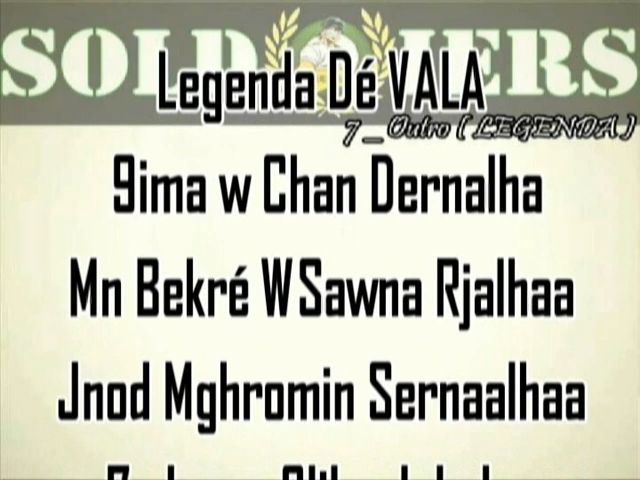 SOLDIERS
Legenda Dé VALA
7 _ Outro ( LEGENDA )
9ima w Chan Dernalha
Mn Bekré W Sawna Rjalhaa
Jnod Mghromin Sernaalhaa